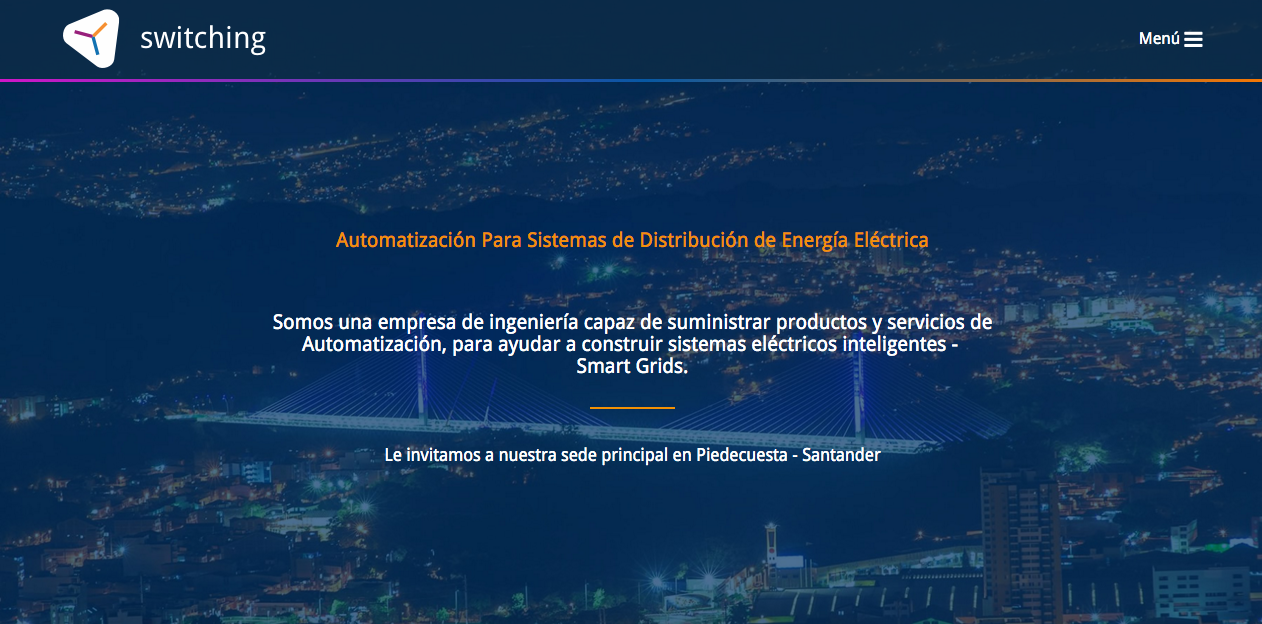 switching
Menú
Automatización Para Sistemas de Distribución de Energía Eléctrica
Somos una empresa de ingeniería capaz de suministrar productos y servicios de
Automatización, para ayudar a construir sistemas eléctricos inteligentes -
Smart Grids.
Le invitamos a nuestra sede principal en Piedecuesta - Santander